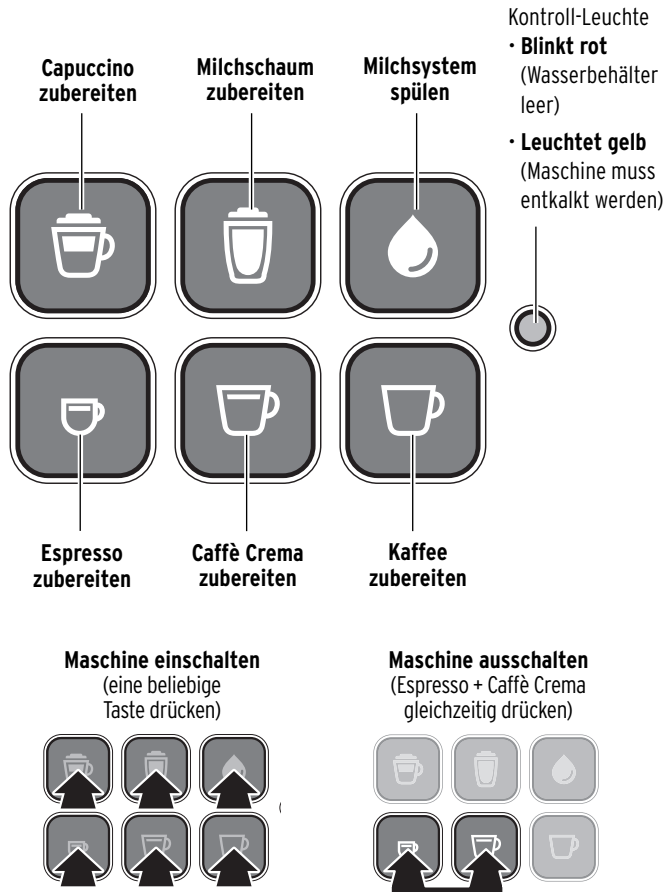 Kontroll-Leuchte
· Blinkt rot
(Wasserbehälter
leer)
· Leuchtet gelb
(Maschine muss
entkalkt werden)
Capuccino
zubereiten
Milchschaum
zubereiten
Milchsystem
spülen
Espresso
zubereiten
Caffè Crema
zubereiten
Kaffee
zubereiten
Maschine einschalten
(eine beliebige
Taste drücken)
Maschine ausschalten
(Espresso + Caffè Crema
gleichzeitig drücken)